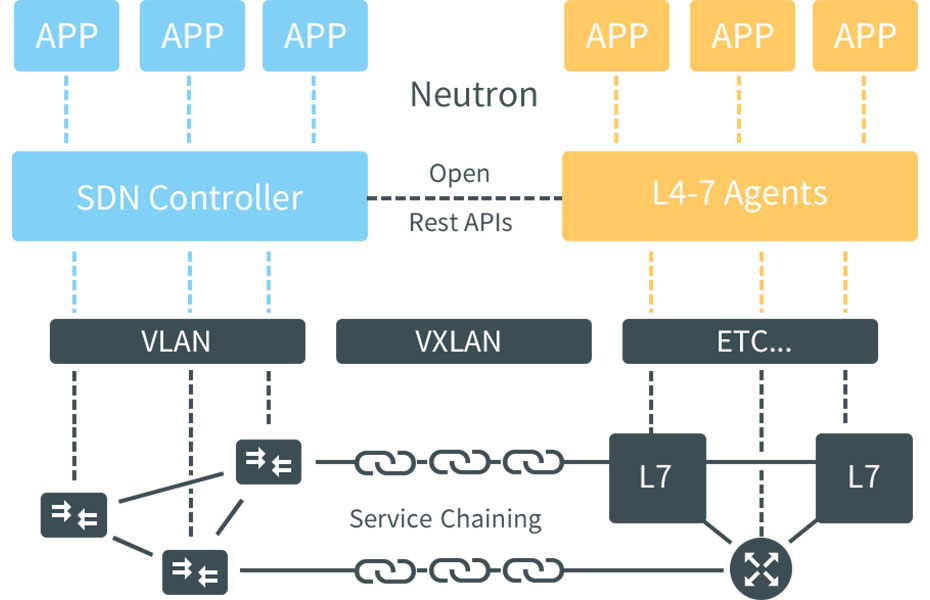 APP APP APP APP APP APP
Neutron
SDN Controller
Open
Rest APIs
L4-7 Agents
VLAN VXLAN ETC...
L7 L7
Service Chaining